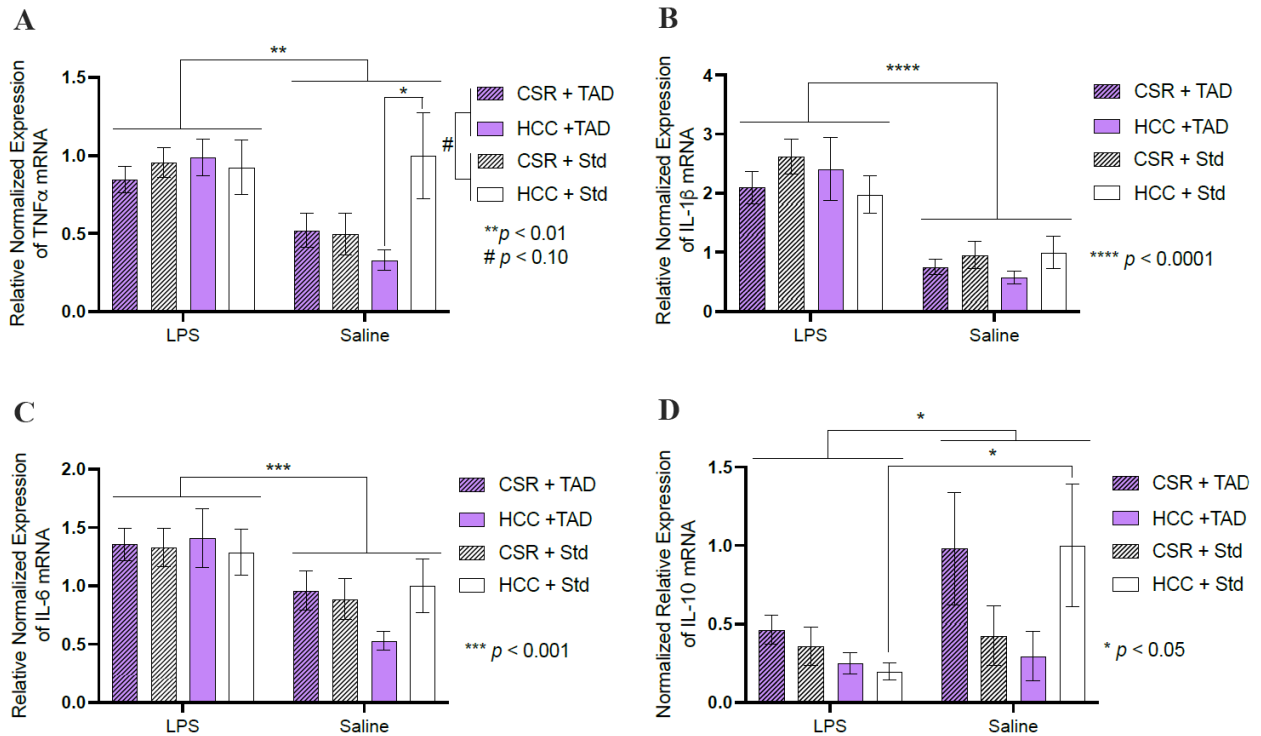 A
Relative Normalized Expression
of TNFα mRNA
1.5
1.0
0.5
0.0
LPS
Saline
**
*
#
CSR + TAD
HCC +TAD
CSR + Std
HCC + Std
**p < 0.01
# p < 0.10
B
Relative Normalized Expression
of IL-1β mRNA
4
3
2
1
0
LPS
Saline
****
CSR + TAD
HCC +TAD
CSR + Std
HCC + Std
**** p < 0.0001
C
Relative Normalized Expression
of IL-6 mRNA
2.0
1.5
1.0
0.5
0.0
LPS
Saline
***
CSR + TAD
HCC +TAD
CSR + Std
HCC + Std
*** p < 0.001
D
Normalized Relative Expression
of IL-10 mRNA
1.5
1.0
0.5
0.0
LPS
Saline
*
*
CSR + TAD
HCC +TAD
CSR + Std
HCC + Std
* p < 0.05